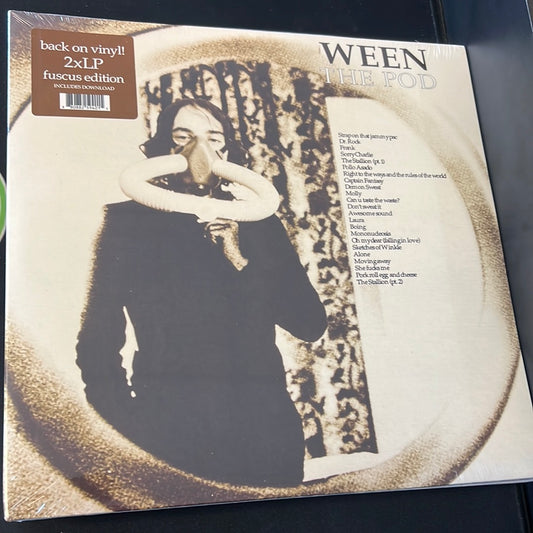 back on vinyl!
2xLP
fuscus edition
INCLUDES DOWNLOAD
WEEN
THE POD
Strap on that jammypac
Dr. Rock
Frank
Sorry Charlie
The Stallion (pt. 1)
Pollo Asado
Right to the ways and the rules of the world
Captain Fantasy
Demon Sweat
Molly
Can u taste the waste?
Don't sweat it
Awesome sound
Laura
Boing
Mononucleosis
Oh my dear (falling in love)
Sketches of Winkle
Alone
Moving away
She fucks me
Pork roll egg and cheese
The Stallion (pt. 2)